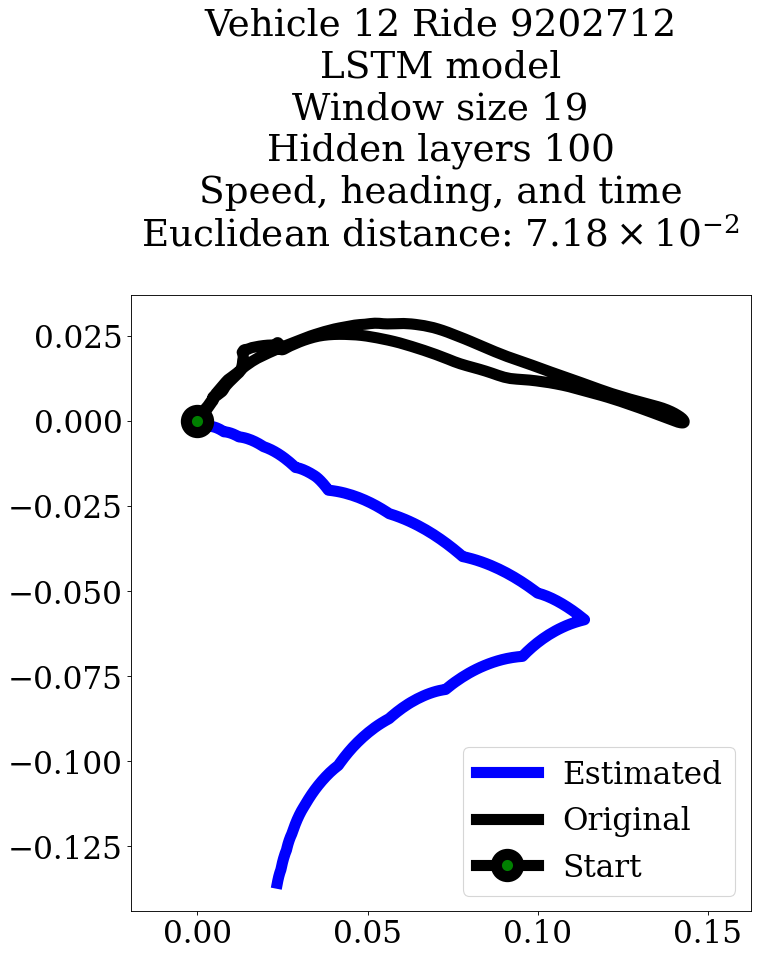 Vehicle 12 Ride 9202712
LSTM model
Window size 19
Hidden layers 100
Speed, heading, and time
Euclidean distance: 7.18 × 10⁻²
0.025
0.000
−0.025
−0.050
−0.075
−0.100
−0.125
Estimated
Original
Start
0.00 0.05 0.10 0.15